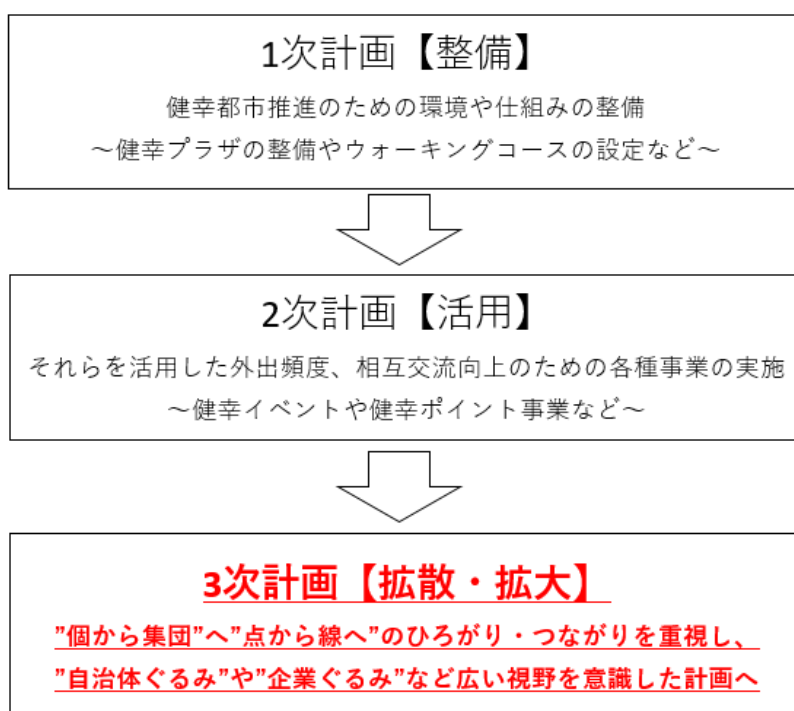 1次計画【整備】
健幸都市推進のための環境や仕組みの整備
～健幸プラザの整備やウォーキングコースの設定など～
2次計画【活用】
それらを活用した外出頻度、相互交流向上のための各種事業の実施
～健幸イベントや健幸ポイント事業など～
3次計画【拡散・拡大】
”個から集団”へ”点から線へ”のひろがり・つながりを重視し、
”自治体ぐるみ”や”企業ぐるみ”など広い視野を意識した計画へ